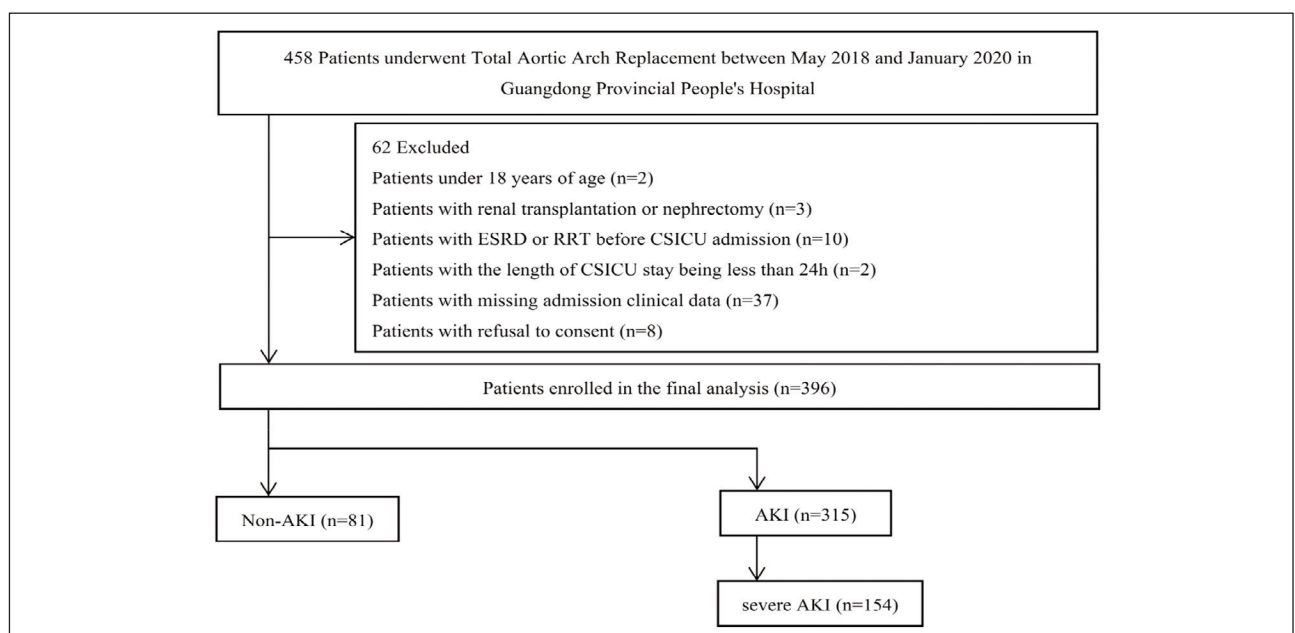 458 Patients underwent Total Aortic Arch Replacement between May 2018 and January 2020 in
Guangdong Provincial People's Hospital
62 Excluded
Patients under 18 years of age (n=2)
Patients with renal transplantation or nephrectomy (n=3)
Patients with ESRD or RRT before CSICU admission (n=10)
Patients with the length of CSICU stay being less than 24h (n=2)
Patients with missing admission clinical data (n=37)
Patients with refusal to consent (n=8)
Patients enrolled in the final analysis (n=396)
Non-AKI (n=81)
AKI (n=315)
severe AKI (n=154)